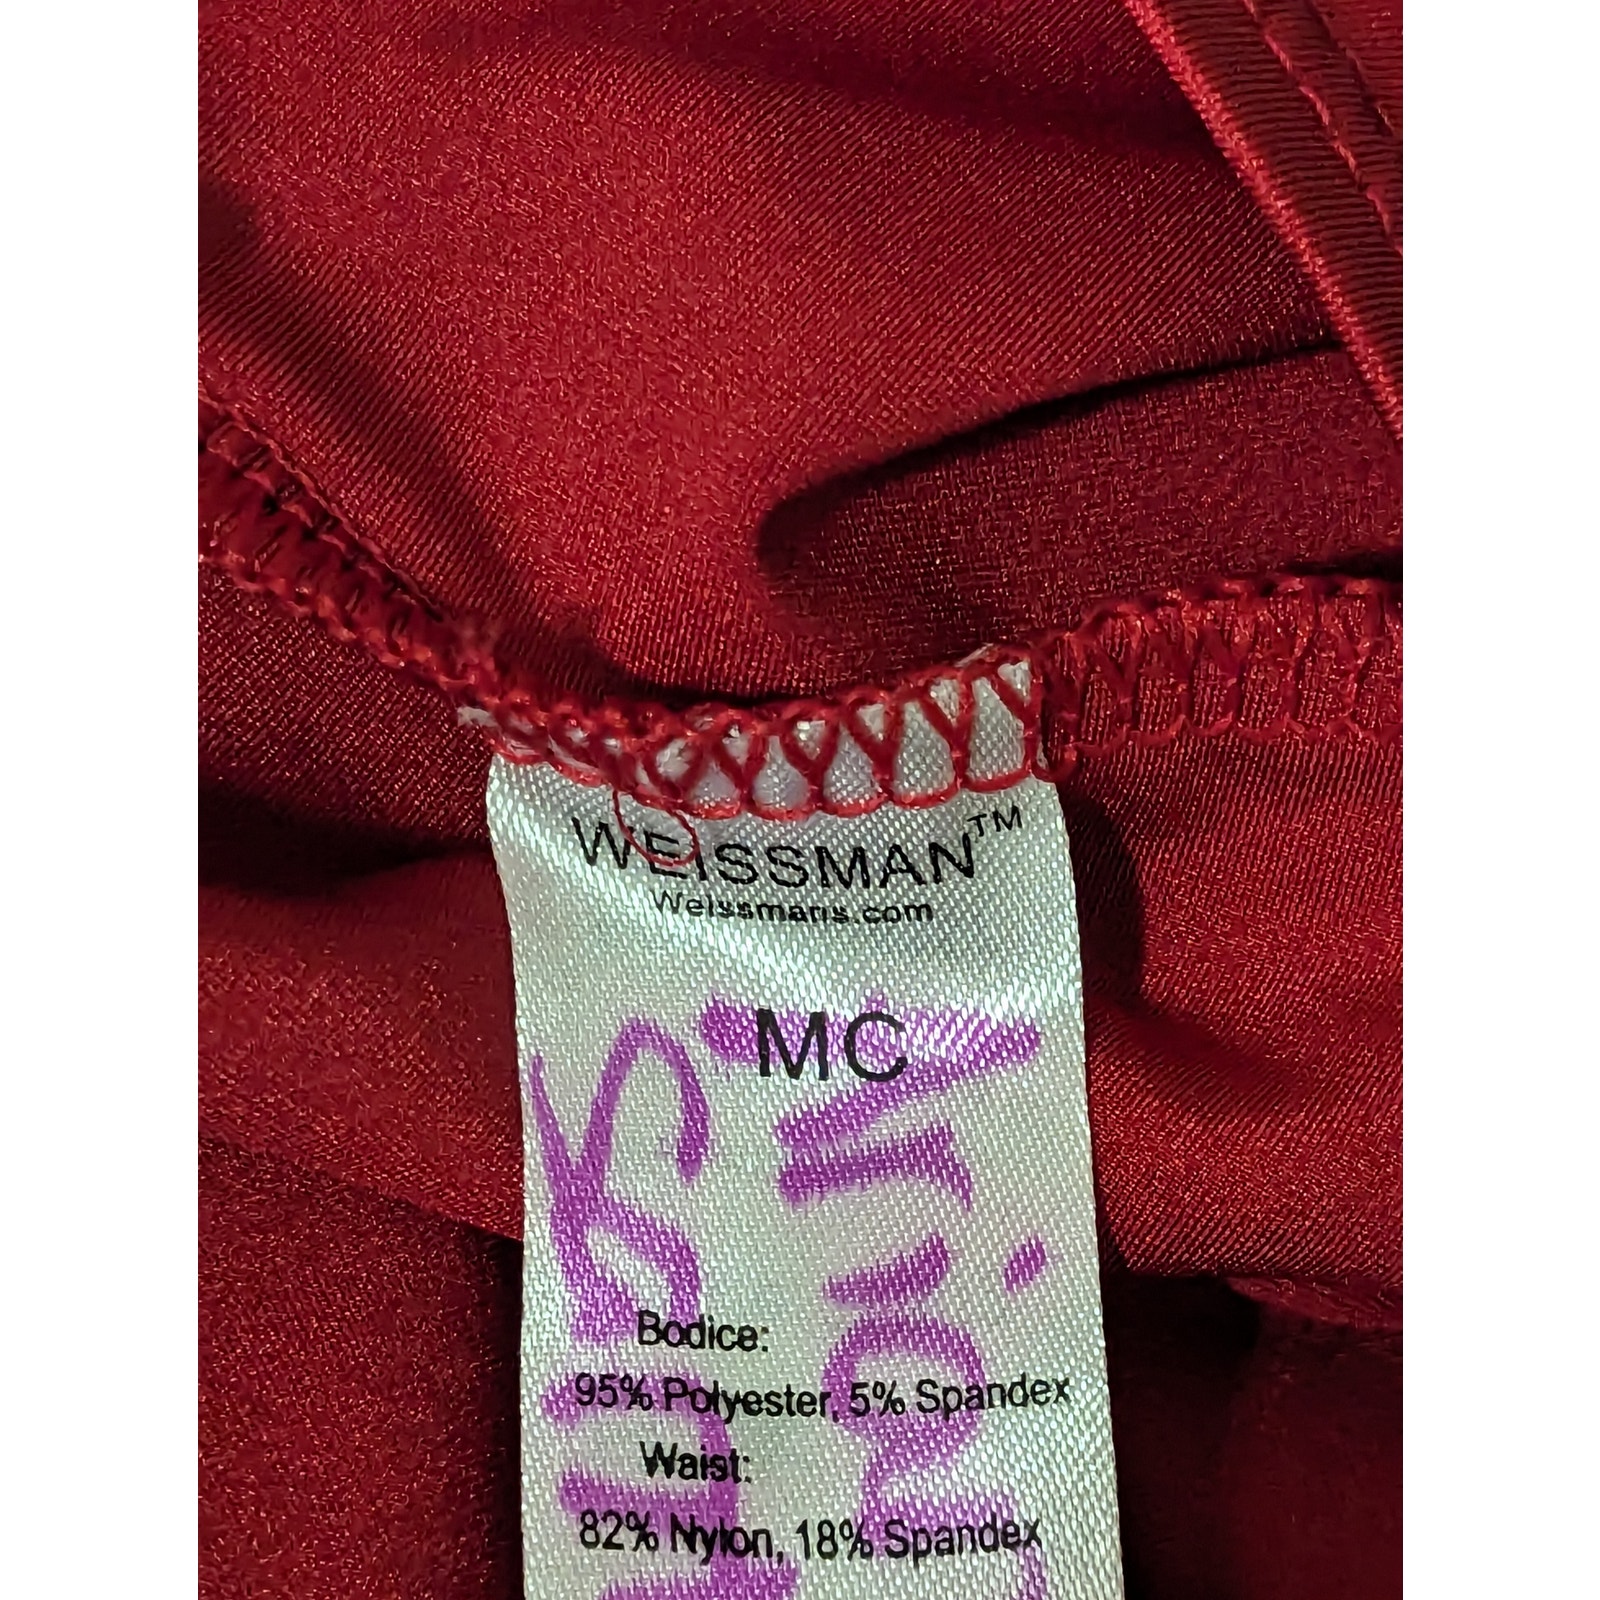 WEISSMAN™
Weissmans.com
MC
Bodice:
95% Polyester, 5% Spandex
Waist:
82% Nylon, 18% Spandex